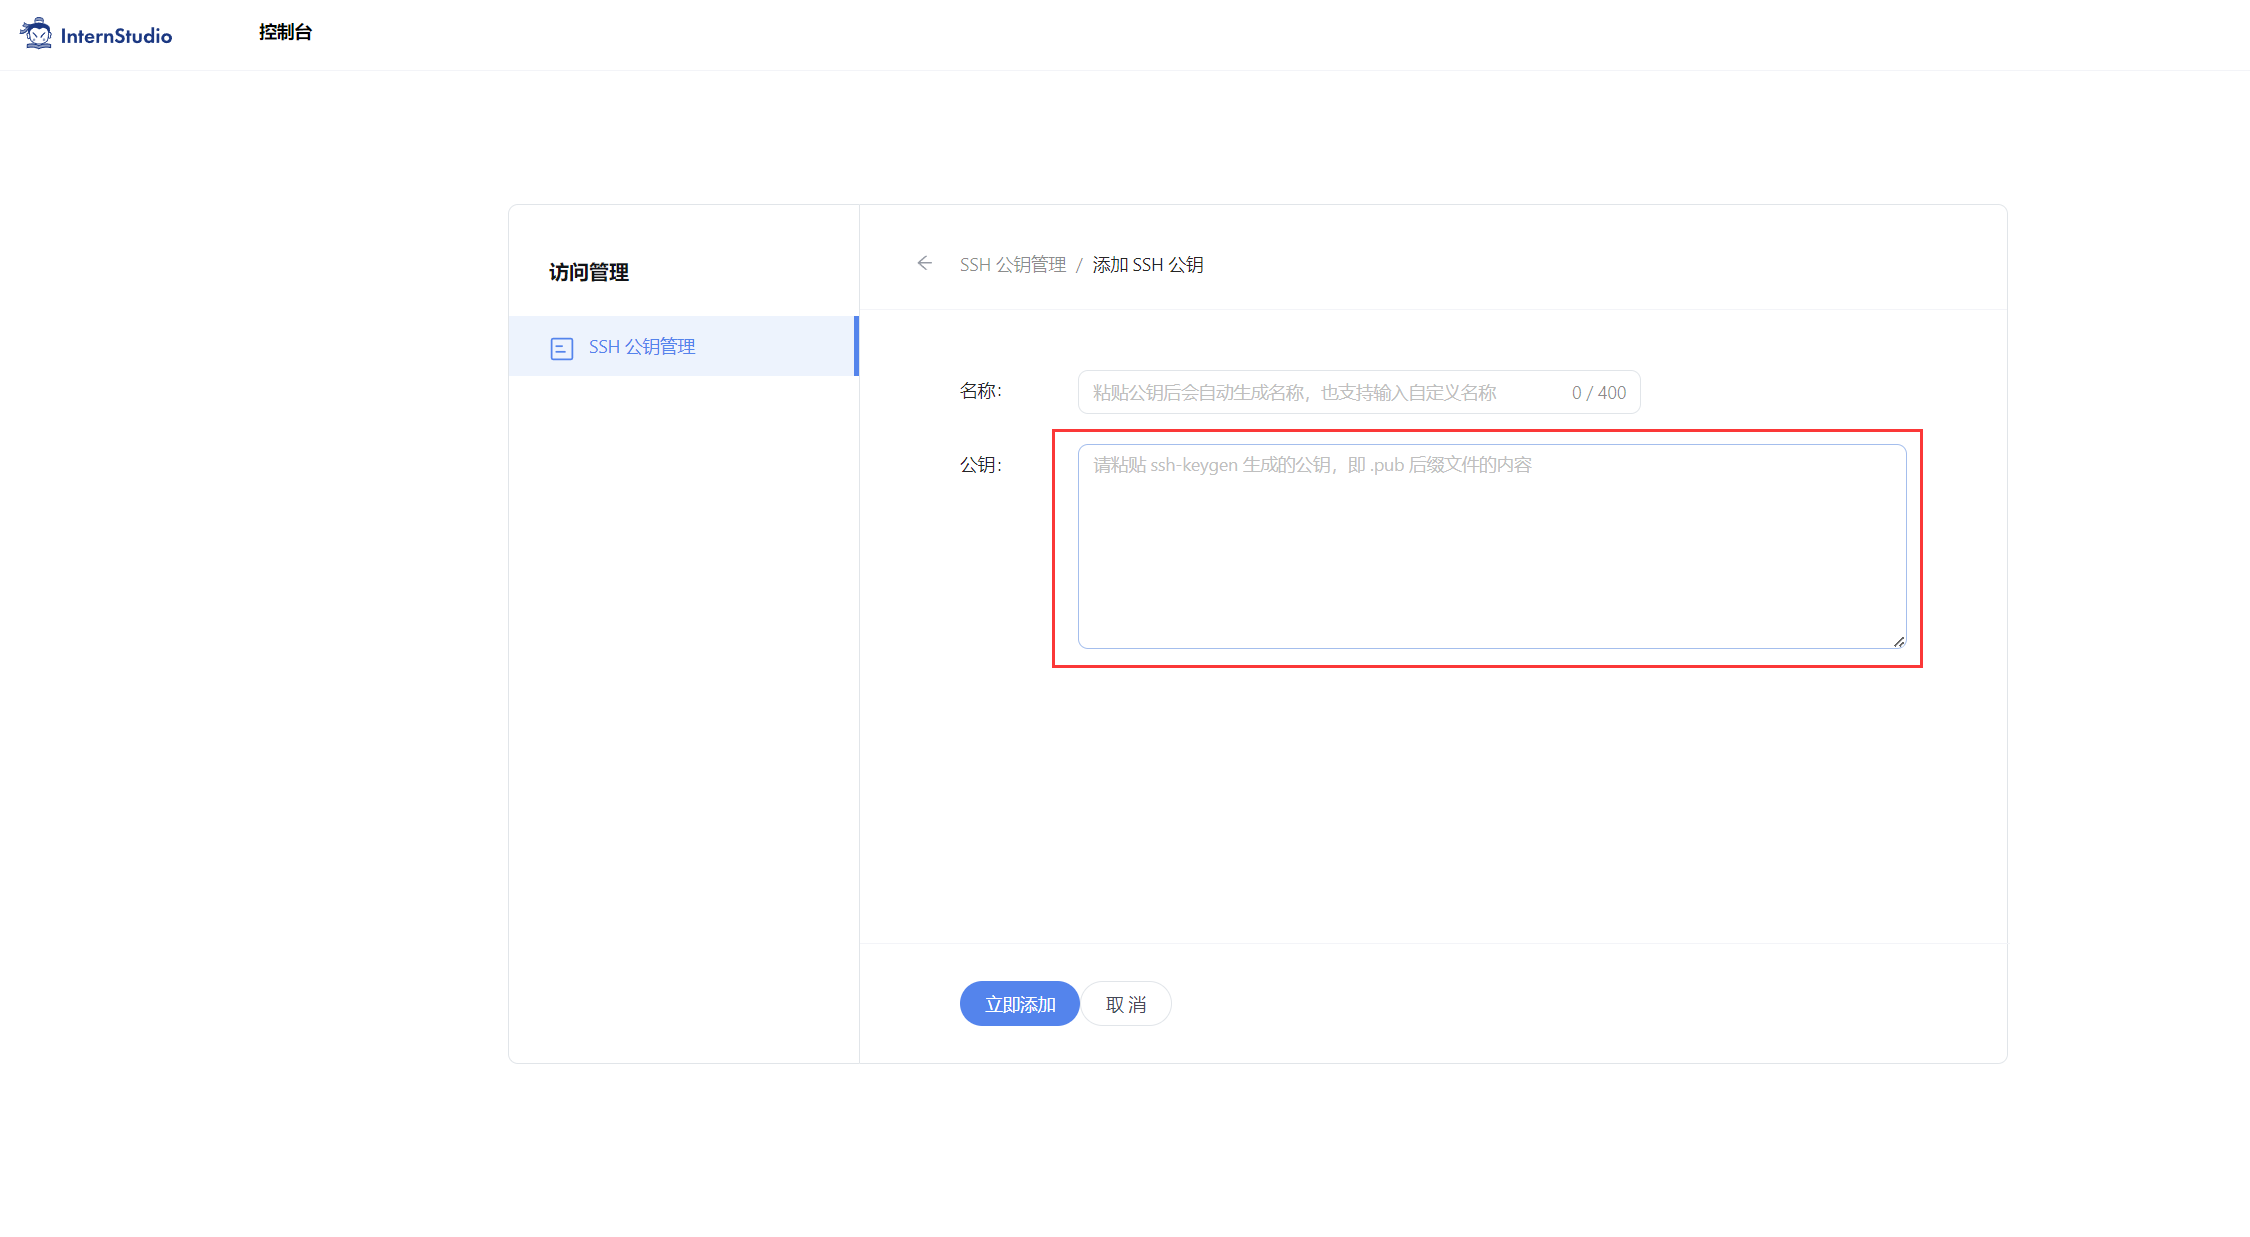 InternStudio
控制台
访问管理
SSH 公钥管理
SSH 公钥管理 / 添加 SSH 公钥
名称：
粘贴公钥后会自动生成名称，也支持输入自定义名称
0 / 400
公钥：
请粘贴 ssh-keygen 生成的公钥，即 .pub 后缀文件的内容
立即添加
取 消